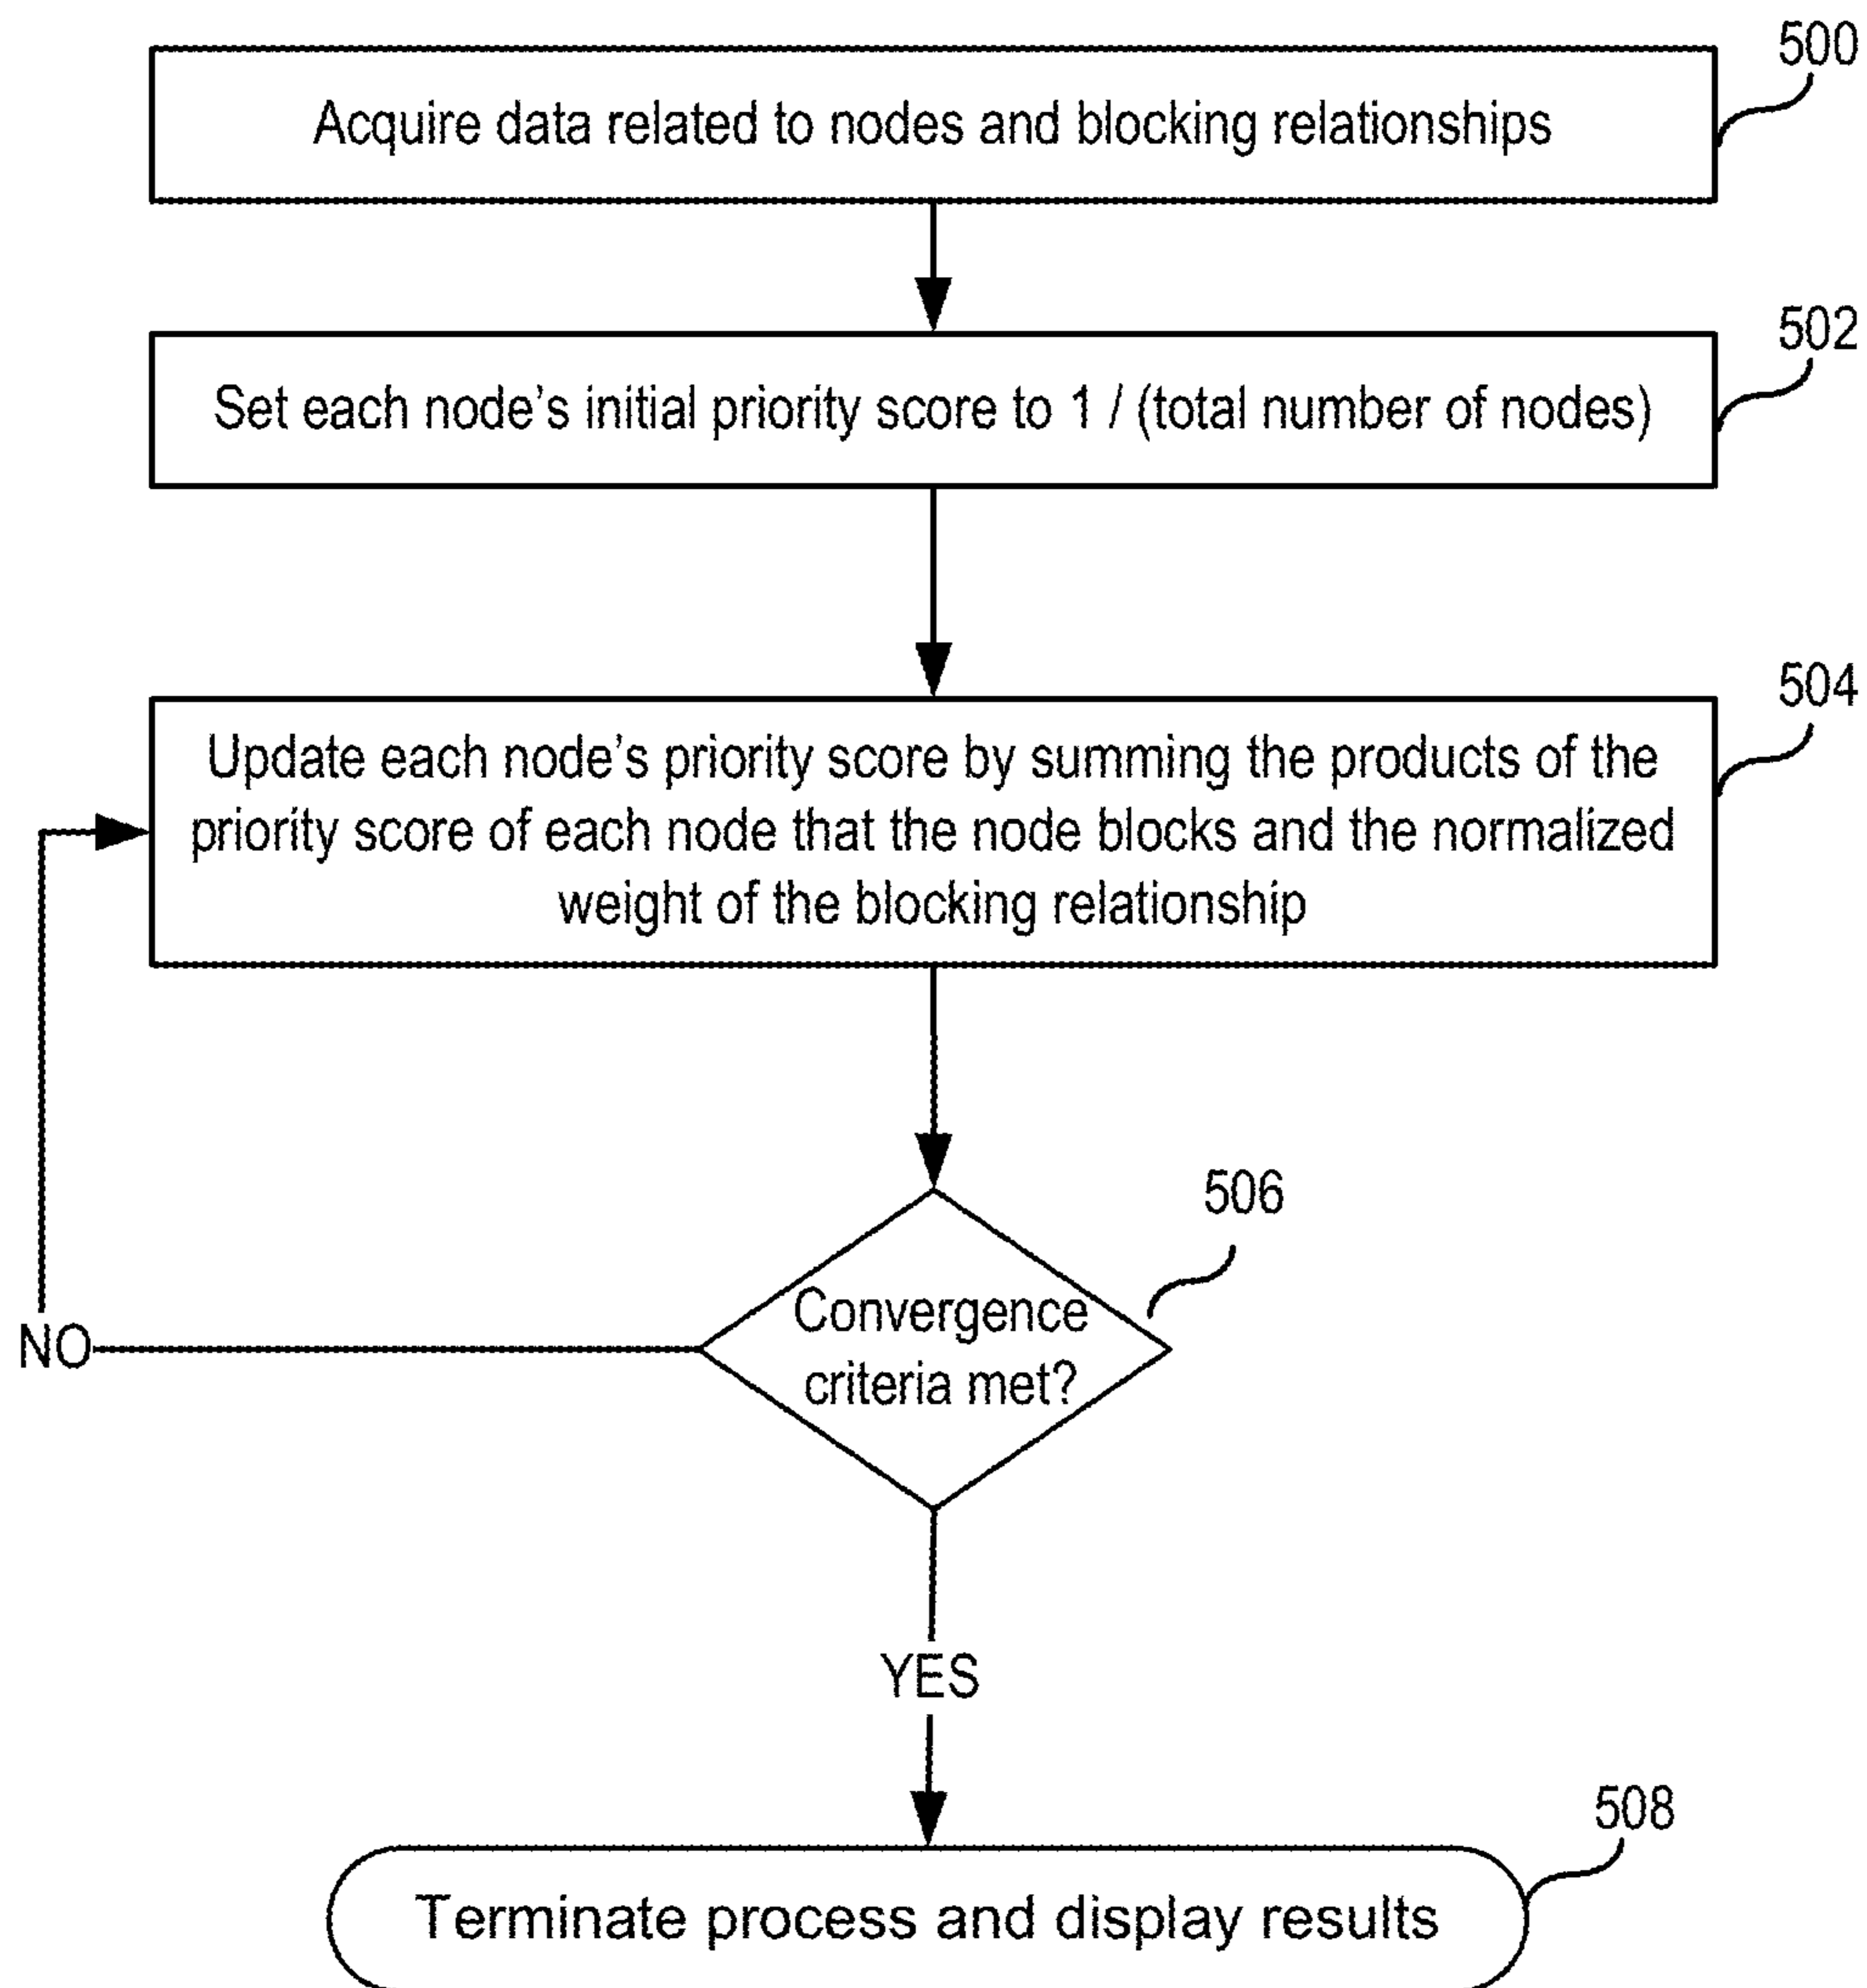 500
Acquire data related to nodes and blocking relationships
502
Set each node's initial priority score to 1 / (total number of nodes)
504
Update each node's priority score by summing the products of the
priority score of each node that the node blocks and the normalized
weight of the blocking relationship
506
Convergence
criteria met?
NO
YES
508
Terminate process and display results